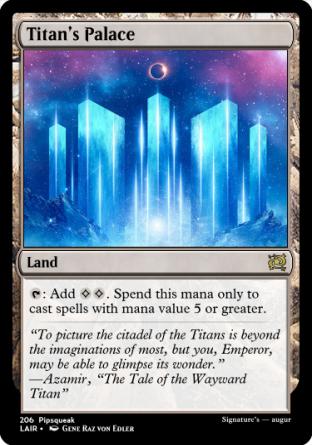 Titan's Palace
Land
: Add . Spend this mana only to
cast spells with mana value 5 or greater.
“To picture the citadel of the Titans is beyond
the imaginations of most, but you, Emperor,
may be able to glimpse its wonder.”
—Azamir, “The Tale of the Wayward
Titan”
206 Pipsqueak
LAIR • Gene Raz von Edler
Signature's — augur